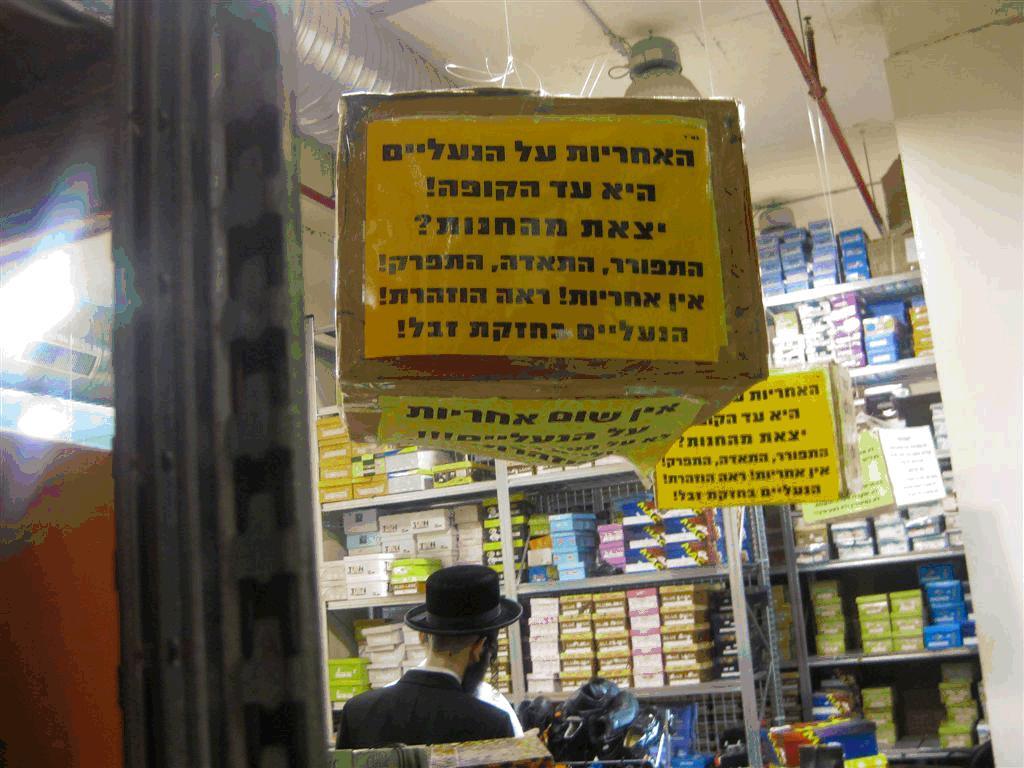 בס"ד
האחריות על הנעליים
היא עד הקופה!
יצאת מהחנות?
התפורר, התאדה, התפרק!
אין אחריות! ראה הוזהרת!
הנעליים בחזקת זבל!
אין שום אחריות
על הנעליים!!!
האחריות
היא עד הקופה!
יצאת מהחנות?
התפורר, התאדה, התפרק!
אין אחריות! ראה הוזהרת!
הנעליים בחזקת זבל!